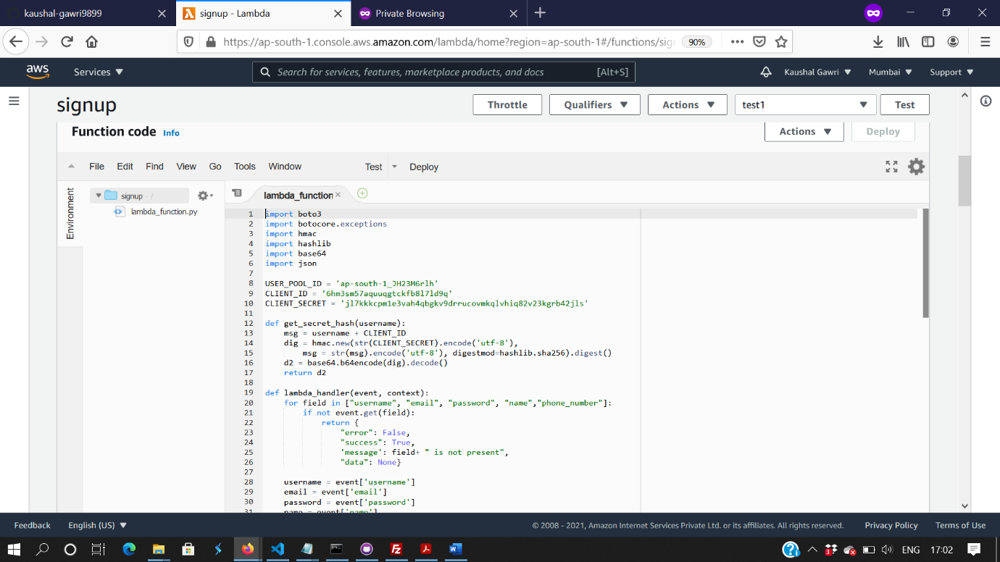 kaushal-gawri9899
signup - Lambda
Private Browsing
https://ap-south-1.console.aws.amazon.com/lambda/home?region=ap-south-1#/functions/sign
90%
aws
Services
Search for services, features, marketplace products, and docs
[Alt+S]
Kaushal Gawri
Mumbai
Support
signup
Throttle
Qualifiers
Actions
test1
Test
Function code Info
Actions
Deploy
File Edit Find View Go Tools Window Test Deploy
Environment
signup - /
lambda_function.py
lambda_function
1 import boto3
2 import botocore.exceptions
3 import hmac
4 import hashlib
5 import base64
6 import json
7
8 USER_POOL_ID = 'ap-south-1_JH23M6rlh'
9 CLIENT_ID = '6hm3sm57aquuqgtckfb8l7ld9q'
10 CLIENT_SECRET = 'jl7kkkcpm1e3vah4qbgkv9drrucovmkqlvhiq82v23kgrb42jls'
11
12 def get_secret_hash(username):
13 msg = username + CLIENT_ID
14 dig = hmac.new(str(CLIENT_SECRET).encode('utf-8'),
15 msg = str(msg).encode('utf-8'), digestmod=hashlib.sha256).digest()
16 d2 = base64.b64encode(dig).decode()
17 return d2
18
19 def lambda_handler(event, context):
20 for field in ["username", "email", "password", "name","phone_number"]:
21 if not event.get(field):
22 return {
23 "error": False,
24 "success": True,
25 'message': field+ " is not present",
26 "data": None}
27
28 username = event['username']
29 email = event['email']
30 password = event['password']
31 name = event['name']
Feedback
English (US)
© 2008 - 2021, Amazon Internet Services Private Ltd. or its affiliates. All rights reserved.
Privacy Policy
Terms of Use
3
ENG
17:02